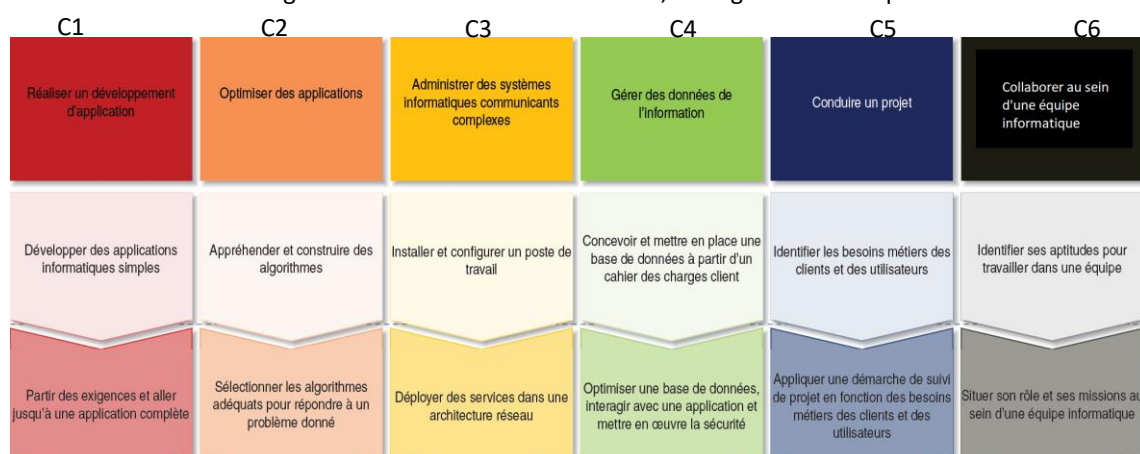 C1
C2
C3
C4
C5
C6
Réaliser un développement
d'application
Optimiser des applications
Administrer des systèmes
informatiques communicants
complexes
Gérer des données de
l'information
Conduire un projet
Collaborer au sein
d'une équipe
informatique
Développer des applications
informatiques simples
Appréhender et construire des
algorithmes
Installer et configurer un poste de
travail
Concevoir et mettre en place une
base de données à partir d'un
cahier des charges client
Identifier les besoins métiers des
clients et des utilisateurs
Identifier ses aptitudes pour
travailler dans une équipe
Partir des exigences et aller
jusqu'à une application complète
Sélectionner les algorithmes
adéquats pour répondre à un
problème donné
Déployer des services dans une
architecture réseau
Optimiser une base de données,
interagir avec une application et
mettre en œuvre la sécurité
Appliquer une démarche de suivi
de projet en fonction des besoins
métiers des clients et des
utilisateurs
Situer son rôle et ses missions au
sein d'une équipe informatique